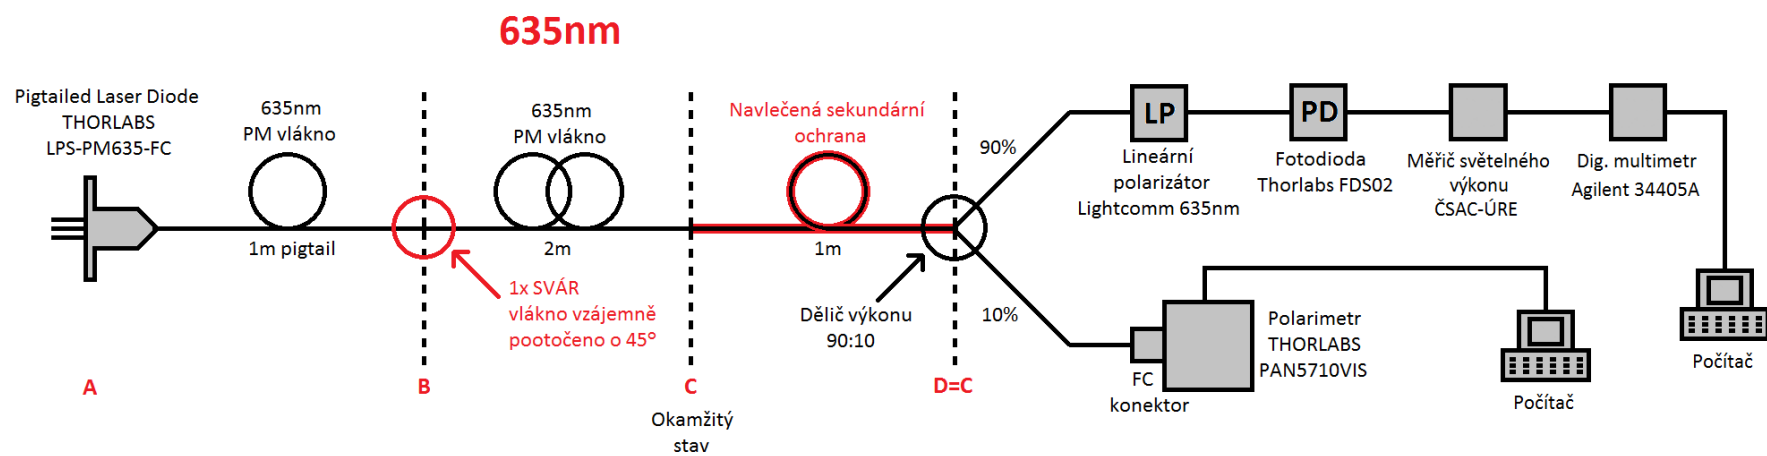 635nm
Pigtailed Laser Diode
THORLABS
LPS-PM635-FC
635nm
PM vlákno
1m pigtail
635nm
PM vlákno
2m
1x SVÁR
vlákno vzájemně
pootočeno o 45°
Navlečená sekundární
ochrana
1m
Dělič výkonu
90:10
90%
10%
LP
Lineární
polarizátor
Lightcomm 635nm
PD
Fotodioda
Thorlabs FDS02
Měřič světelného
výkonu
ČSAC-ÚRE
Dig. multimetr
Agilent 34405A
Počítač
FC
konektor
Polarimetr
THORLABS
PAN5710VIS
Počítač
A
B
C
D=C
Okamžitý
stav